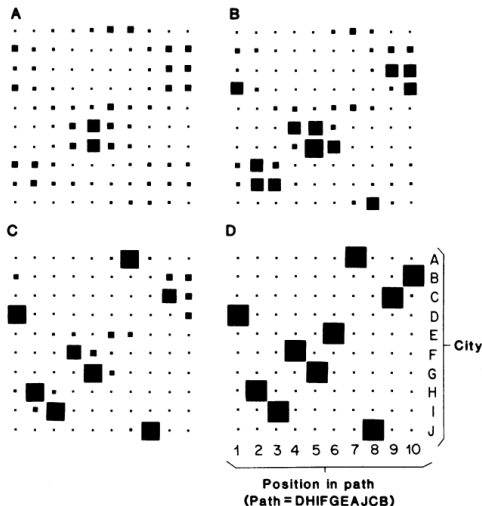 A
B
C
D
A
B
C
D
E
F
G
H
I
J
City
1 2 3 4 5 6 7 8 9 10
Position in path
(Path = DHIFGEAJCB)